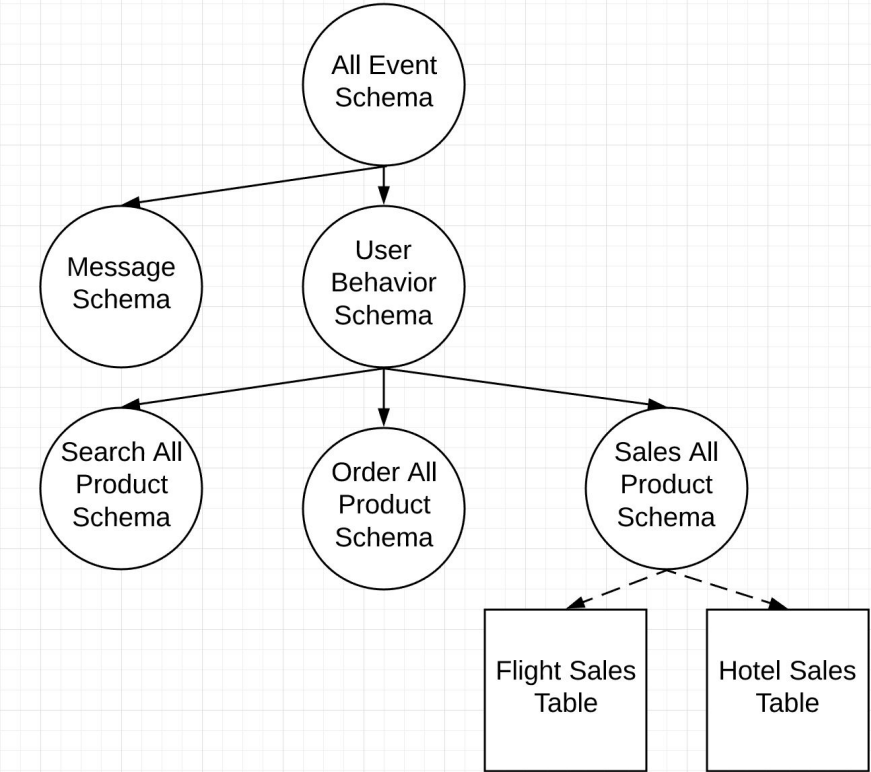 All Event
Schema
Message
Schema
User
Behavior
Schema
Search All
Product
Schema
Order All
Product
Schema
Sales All
Product
Schema
Flight Sales
Table
Hotel Sales
Table